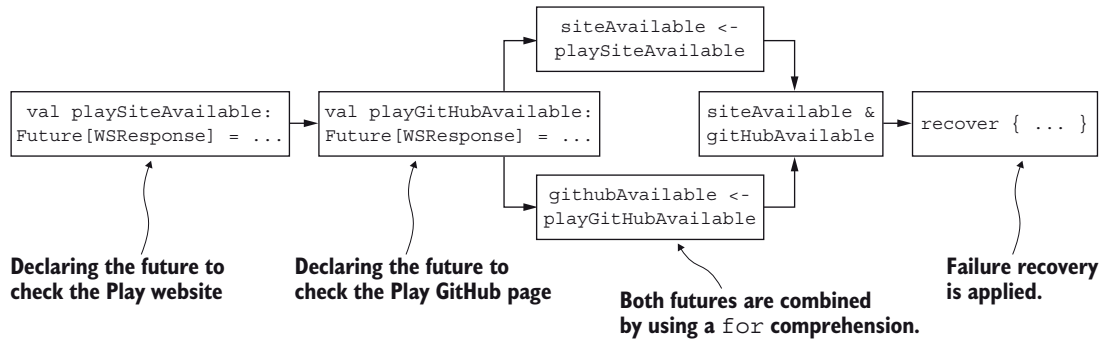 siteAvailable <-
playSiteAvailable
val playSiteAvailable:
Future[WSResponse] = ...
val playGitHubAvailable:
Future[WSResponse] = ...
siteAvailable &
gitHubAvailable
recover { ... }
githubAvailable <-
playGitHubAvailable
Declaring the future to
check the Play website
Declaring the future to
check the Play GitHub page
Both futures are combined
by using a for comprehension.
Failure recovery
is applied.